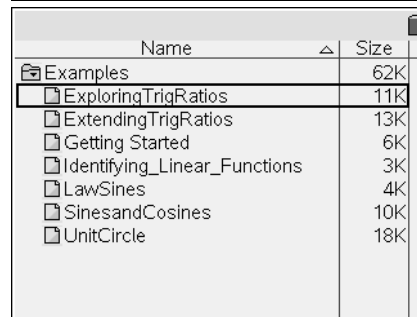 Name Size
Examples 62K
ExploringTrigRatios 11K
ExtendingTrigRatios 13K
Getting Started 6K
Identifying_Linear_Functions 3K
LawSines 4K
SinesandCosines 10K
UnitCircle 18K